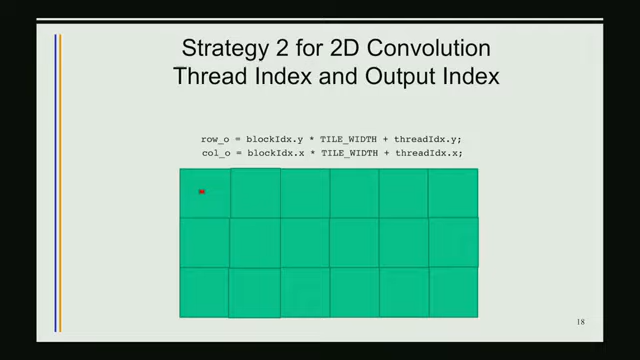 Strategy 2 for 2D Convolution
Thread Index and Output Index
row_o = blockIdx.y * TILE_WIDTH + threadIdx.y;
col_o = blockIdx.x * TILE_WIDTH + threadIdx.x;
18